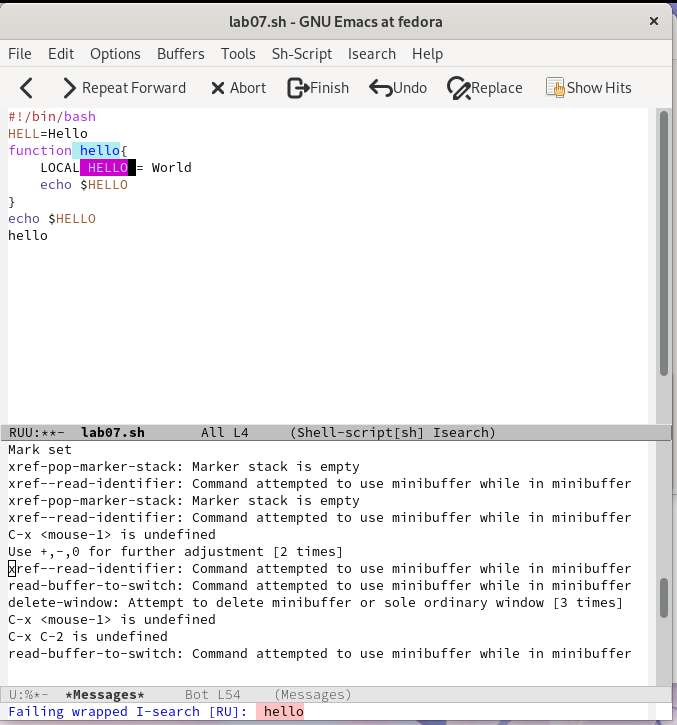 lab07.sh - GNU Emacs at fedora
File Edit Options Buffers Tools Sh-Script Isearch Help
Repeat Forward Abort Finish Undo Replace Show Hits
#!/bin/bash
HELL=Hello
function hello{
    LOCAL HELLO = World
    echo $HELLO
}
echo $HELLO
hello
RUU:**-  lab07.sh       All L4     (Shell-script[sh] Isearch)
Mark set
xref-pop-marker-stack: Marker stack is empty
xref--read-identifier: Command attempted to use minibuffer while in minibuffer
xref-pop-marker-stack: Marker stack is empty
xref--read-identifier: Command attempted to use minibuffer while in minibuffer
C-x <mouse-1> is undefined
Use +,-,0 for further adjustment [2 times]
xref--read-identifier: Command attempted to use minibuffer while in minibuffer
read-buffer-to-switch: Command attempted to use minibuffer while in minibuffer
delete-window: Attempt to delete minibuffer or sole ordinary window [3 times]
C-x <mouse-1> is undefined
C-x C-2 is undefined
read-buffer-to-switch: Command attempted to use minibuffer while in minibuffer
U:%*-  *Messages*     Bot L54    (Messages)
Failing wrapped I-search [RU]:  hello